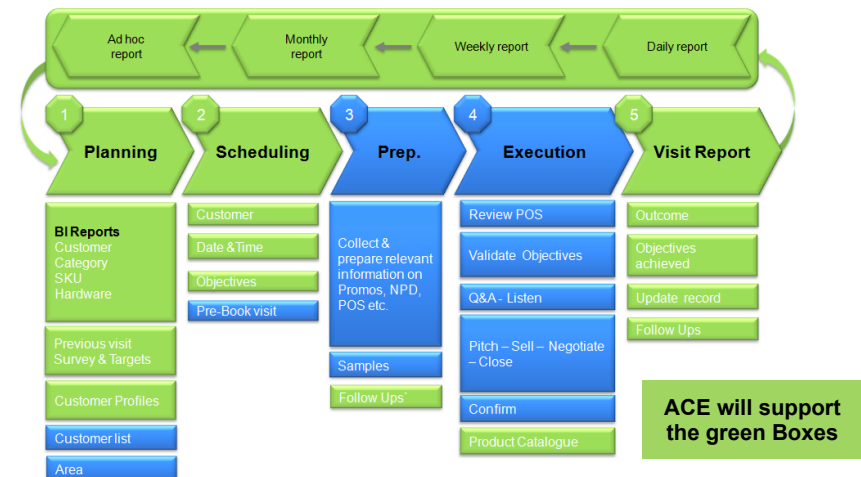 Ad hoc
report
Monthly
report
Weekly report
Daily report
1
Planning
2
Scheduling
3
Prep.
4
Execution
5
Visit Report
BI Reports
Customer
Category
SKU
Hardware
Previous visit
Survey & Targets
Customer Profiles
Customer list
Area
Customer
Date &Time
Objectives
Pre-Book visit
Collect &
prepare relevant
information on
Promos, NPD,
POS etc.
Samples
Follow Ups`
Review POS
Validate Objectives
Q&A - Listen
Pitch – Sell – Negotiate
– Close
Confirm
Product Catalogue
Outcome
Objectives
achieved
Update record
Follow Ups
ACE will support
the green Boxes